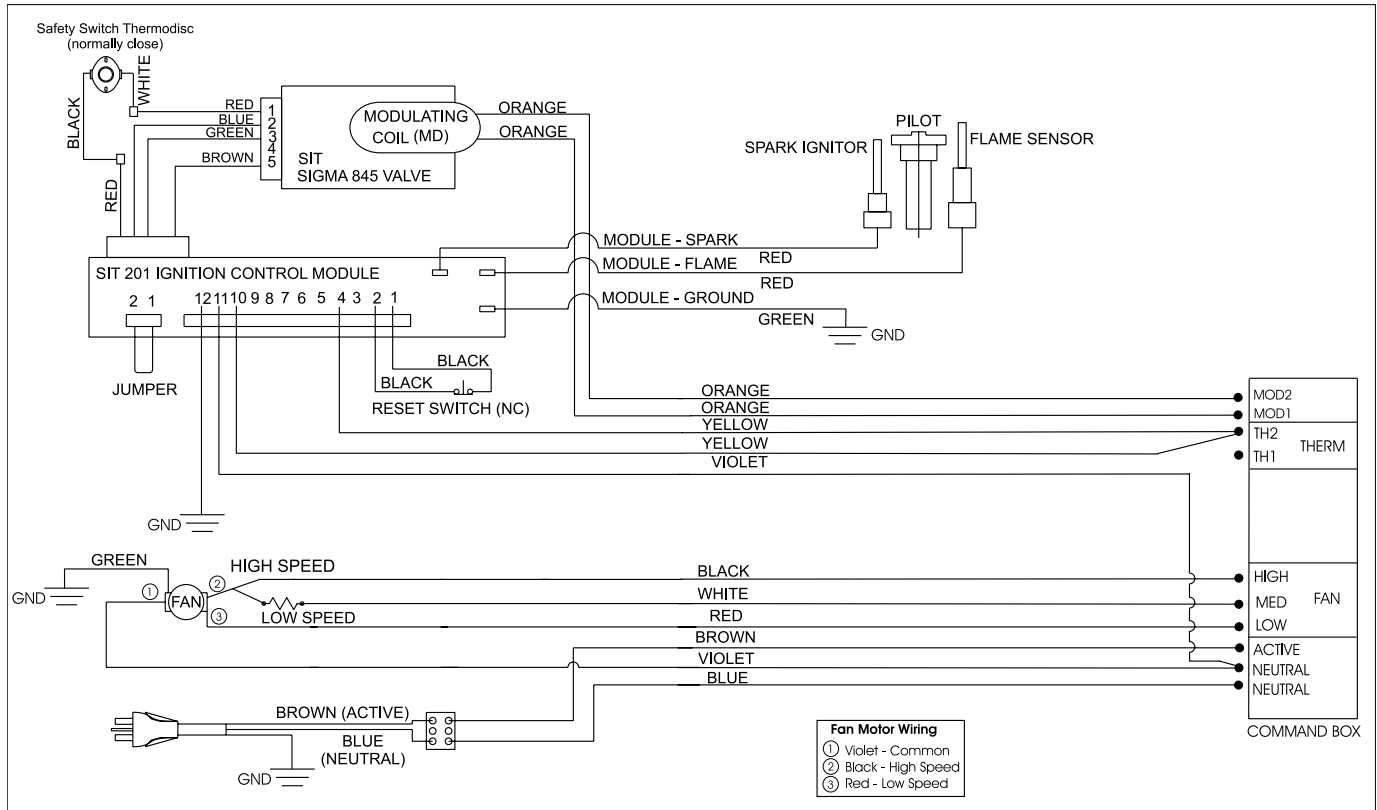 Safety Switch Thermodisc
(normally close)
WHITE
BLACK
RED
RED
BLUE
GREEN
BROWN
1
2
3
4
5
MODULATING
COIL (MD)
SIT
SIGMA 845 VALVE
ORANGE
ORANGE
PILOT
SPARK IGNITOR
FLAME SENSOR
MODULE - SPARK
RED
MODULE - FLAME
RED
MODULE - GROUND
GREEN
GND
SIT 201 IGNITION CONTROL MODULE
2 1
12 11 10 9 8 7 6 5 4 3 2 1
JUMPER
BLACK
BLACK
RESET SWITCH (NC)
ORANGE
ORANGE
YELLOW
YELLOW
VIOLET
MOD2
MOD1
TH2
THERM
TH1
GND
GREEN
GND
1
FAN
2
3
HIGH SPEED
LOW SPEED
BLACK
WHITE
RED
BROWN
VIOLET
BLUE
HIGH
MED
FAN
LOW
ACTIVE
NEUTRAL
NEUTRAL
COMMAND BOX
BROWN (ACTIVE)
BLUE
(NEUTRAL)
GND
Fan Motor Wiring
1 Violet - Common
2 Black - High Speed
3 Red - Low Speed